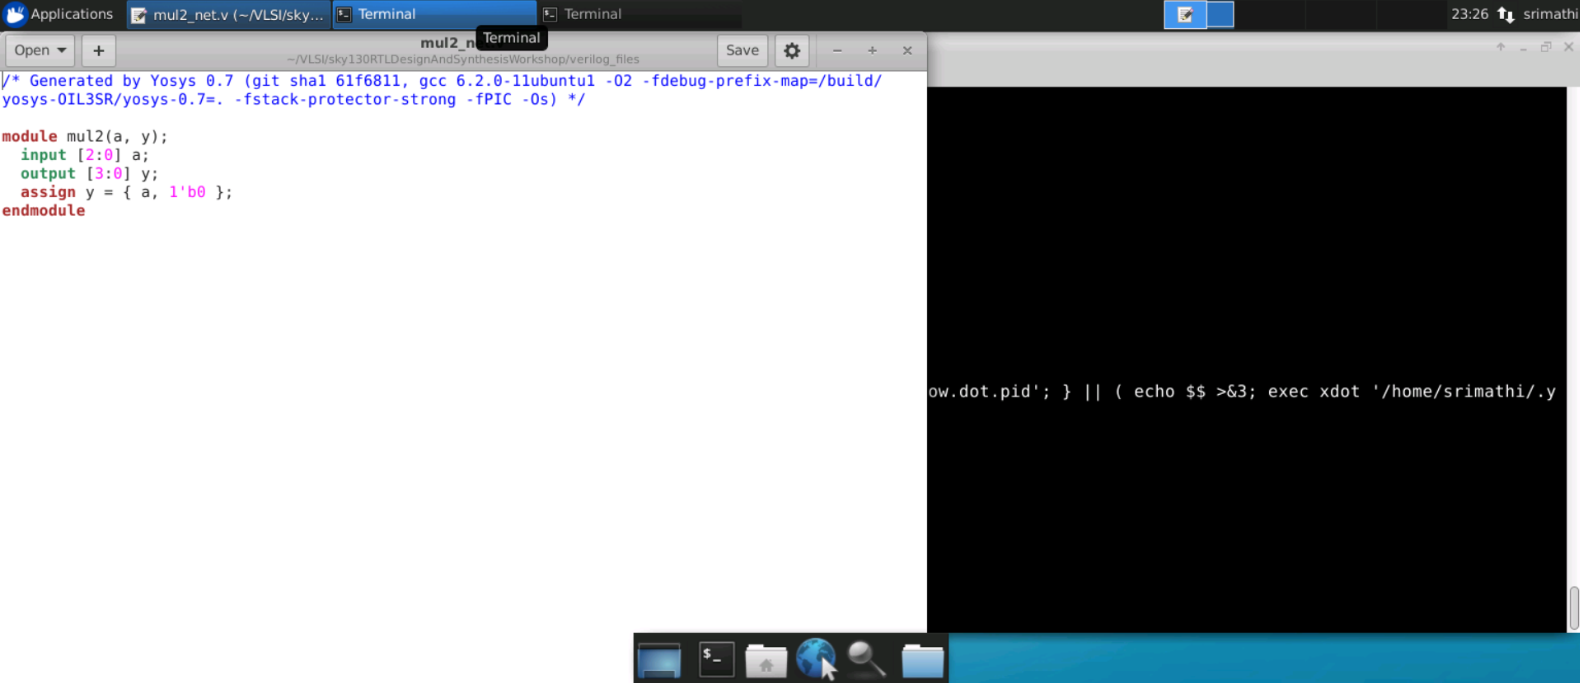 Applications
mul2_net.v (~/VLSI/sky...
Terminal
Terminal
23:26
srimathi
Open
+
mul2_n
Terminal
~/VLSI/sky130RTLDesignAndSynthesisWorkshop/verilog_files
Save
/* Generated by Yosys 0.7 (git sha1 61f6811, gcc 6.2.0-11ubuntu1 -O2 -fdebug-prefix-map=/build/
yosys-OIL3SR/yosys-0.7=. -fstack-protector-strong -fPIC -Os) */
module mul2(a, y);
input [2:0] a;
output [3:0] y;
assign y = { a, 1'b0 };
endmodule
ow.dot.pid'; } || ( echo $$ >&3; exec xdot '/home/srimathi/.y
$_